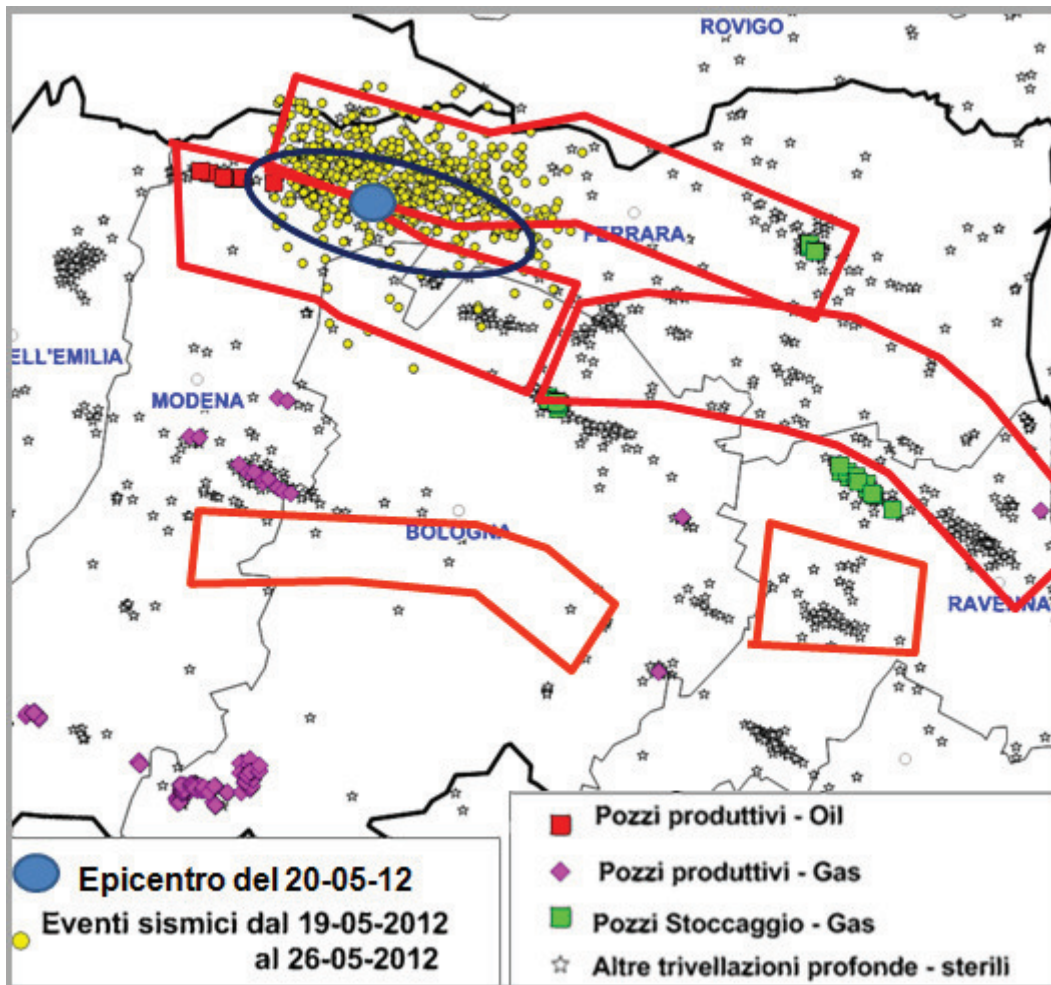 ROVIGO
FERRARA
ELL'EMILIA
MODENA
BOLOGNA
RAVENNA
Epicentro del 20-05-12
Eventi sismici dal 19-05-2012
al 26-05-2012
Pozzi produttivi - Oil
Pozzi produttivi - Gas
Pozzi Stoccaggio - Gas
Altre trivellazioni profonde - sterili